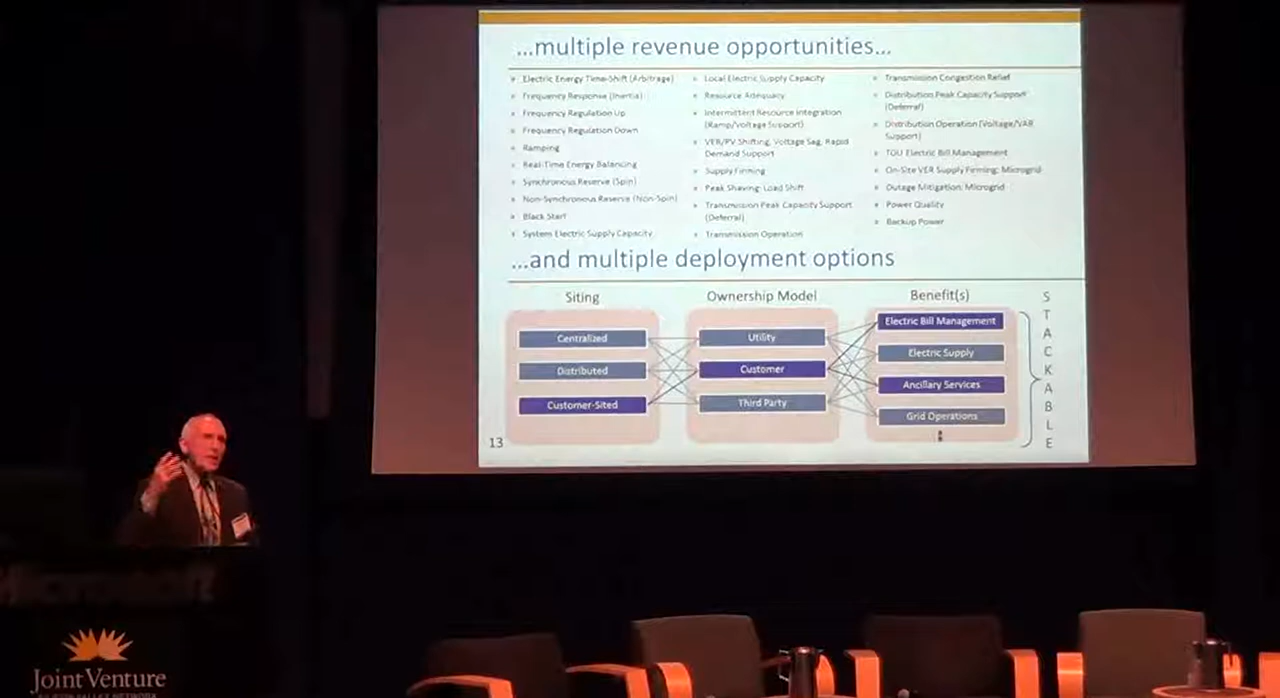 ...multiple revenue opportunities...
» Electric Energy Time-Shift (Arbitrage)
» Frequency Response (Inertia)
» Frequency Regulation Up
» Frequency Regulation Down
» Ramping
» Real-Time Energy Balancing
» Synchronous Reserve (Spin)
» Non-Synchronous Reserve (Non-Spin)
» Black Start
» System Electric Supply Capacity
» Local Electric Supply Capacity
» Resource Adequacy
» Intermittent Resource Integration
(Ramp/Voltage Support)
» VER/PV Shifting, Voltage Sag, Rapid
Demand Support
» Supply Firming
» Peak Shaving: Load Shift
» Transmission Peak Capacity Support
(Deferral)
» Transmission Operation
» Transmission Congestion Relief
» Distribution Peak Capacity Support
(Deferral)
» Distribution Operation (Voltage/VAR
Support)
» TOU Electric Bill Management
» On-Site VER Supply Firming: Microgrid
» Outage Mitigation: Microgrid
» Power Quality
» Backup Power
...and multiple deployment options
Siting
Centralized
Distributed
Customer-Sited
Ownership Model
Utility
Customer
Third Party
Benefit(s)
Electric Bill Management
Electric Supply
Ancillary Services
Grid Operations
S
T
A
C
K
A
B
L
E
13
Microsoft
Joint Venture
SILICON VALLEY NETWORK